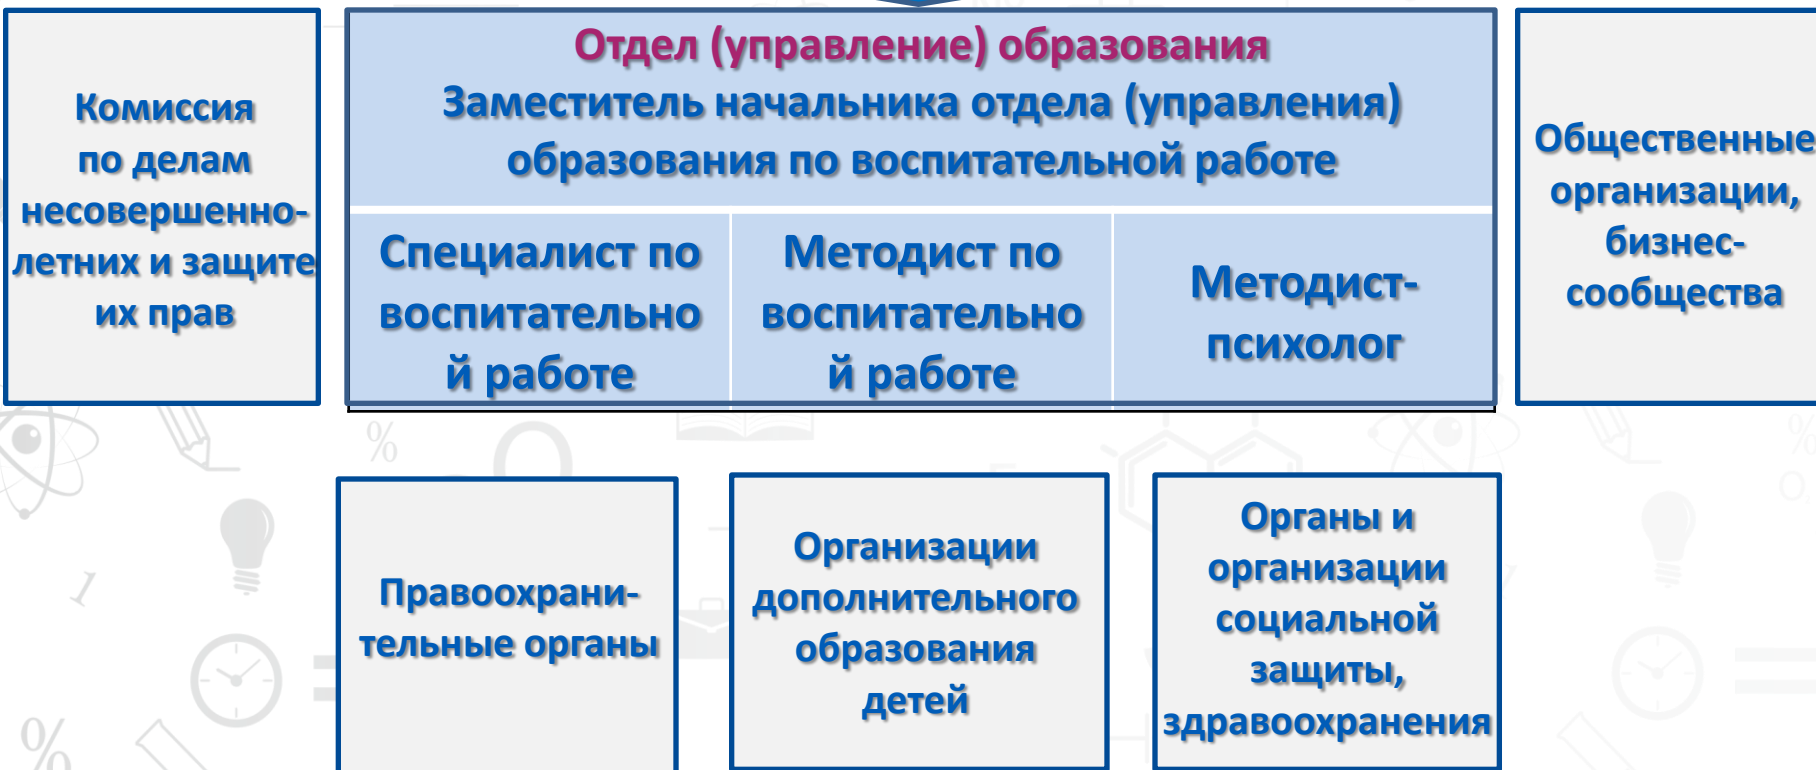 Комиссия
по делам
несовершенно-
летних и защите
их прав
Отдел (управление) образования
Заместитель начальника отдела (управления)
образования по воспитательной работе
Специалист по
воспитательно
й работе
Методист по
воспитательно
й работе
Методист-
психолог
Общественные
организации,
бизнес-
сообщества
Правоохрани-
тельные органы
Организации
дополнительного
образования
детей
Органы и
организации
социальной
защиты,
здравоохранения